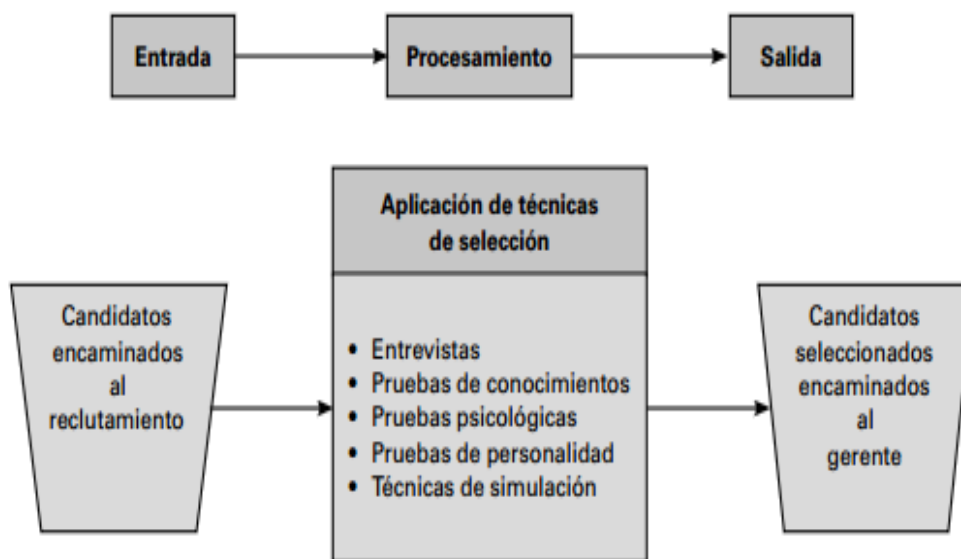 Entrada
Procesamiento
Salida
Aplicación de técnicas
de selección
Candidatos
encaminados
al
reclutamiento
• Entrevistas
• Pruebas de conocimientos
• Pruebas psicológicas
• Pruebas de personalidad
• Técnicas de simulación
Candidatos
seleccionados
encaminados
al
gerente